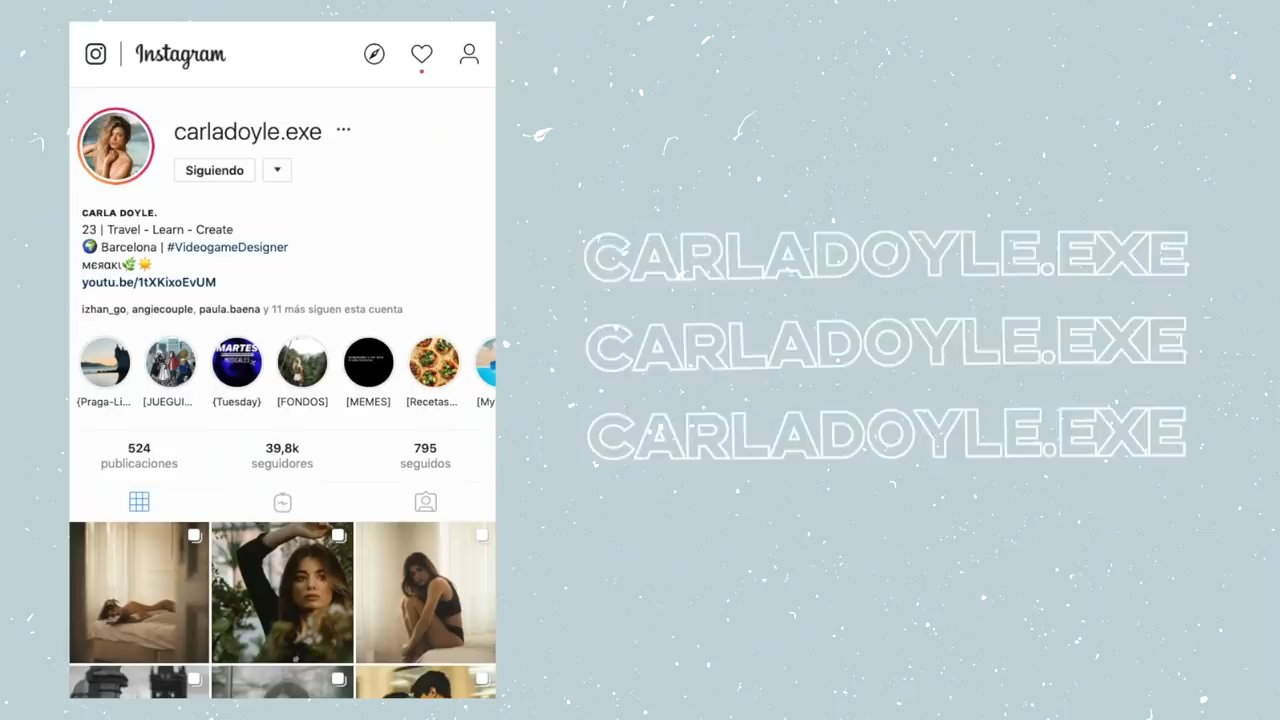 Instagram
carladoyle.exe
Siguiendo
CARLA DOYLE.
23 | Travel - Learn - Create
🌍 Barcelona | #VideogameDesigner
мєяαкι🌿☀️
youtu.be/1tXKixoEvUM
izhan_go, angiecouple, paula.baena y 11 más siguen esta cuenta
MARTES
MUSICALES
{Praga-Li... [JUEGUI... {Tuesday} [FONDOS] [MEMES] [Recetas... [My
524 39,8k 795
publicaciones seguidores seguidos
CARLADOYLE.EXE
CARLADOYLE.EXE
CARLADOYLE.EXE